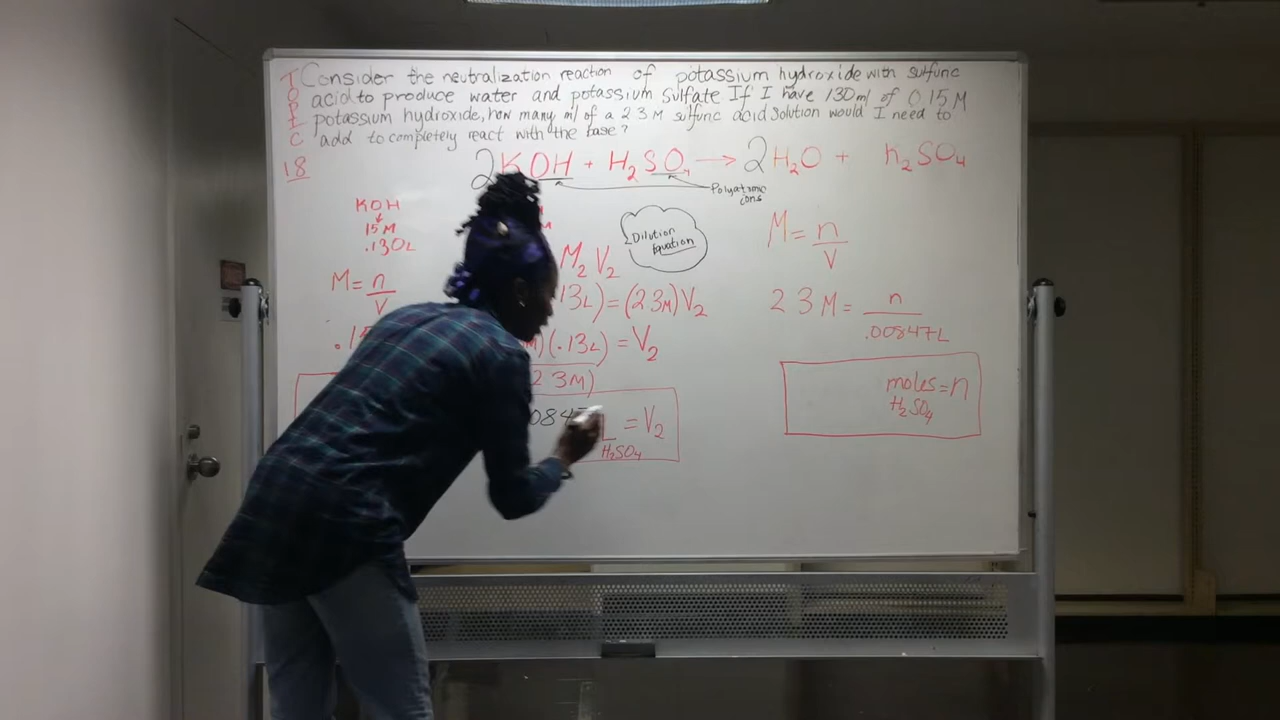 TOPIC
18
Consider the neutralization reaction of potassium hydroxide with sulfuric
acid to produce water and potassium sulfate If I have 130ml of 0.15M
potassium hydroxide, how many ml of a 2 3 M sulfuric acid solution would I need to
add to completely react with the base?
2KOH + H₂SO₄ → 2H₂O + K₂SO₄
Polyatomic
ions
KOH
15 M
.130L
M = n/V
Dilution
Equation
M₂ V₂
13L) = (2 3M)V₂
)(.13L) = V₂
2 3M)
L = V₂
H₂SO₄
M = n/V
2 3 M = n/.00847L
moles = n
H₂SO₄